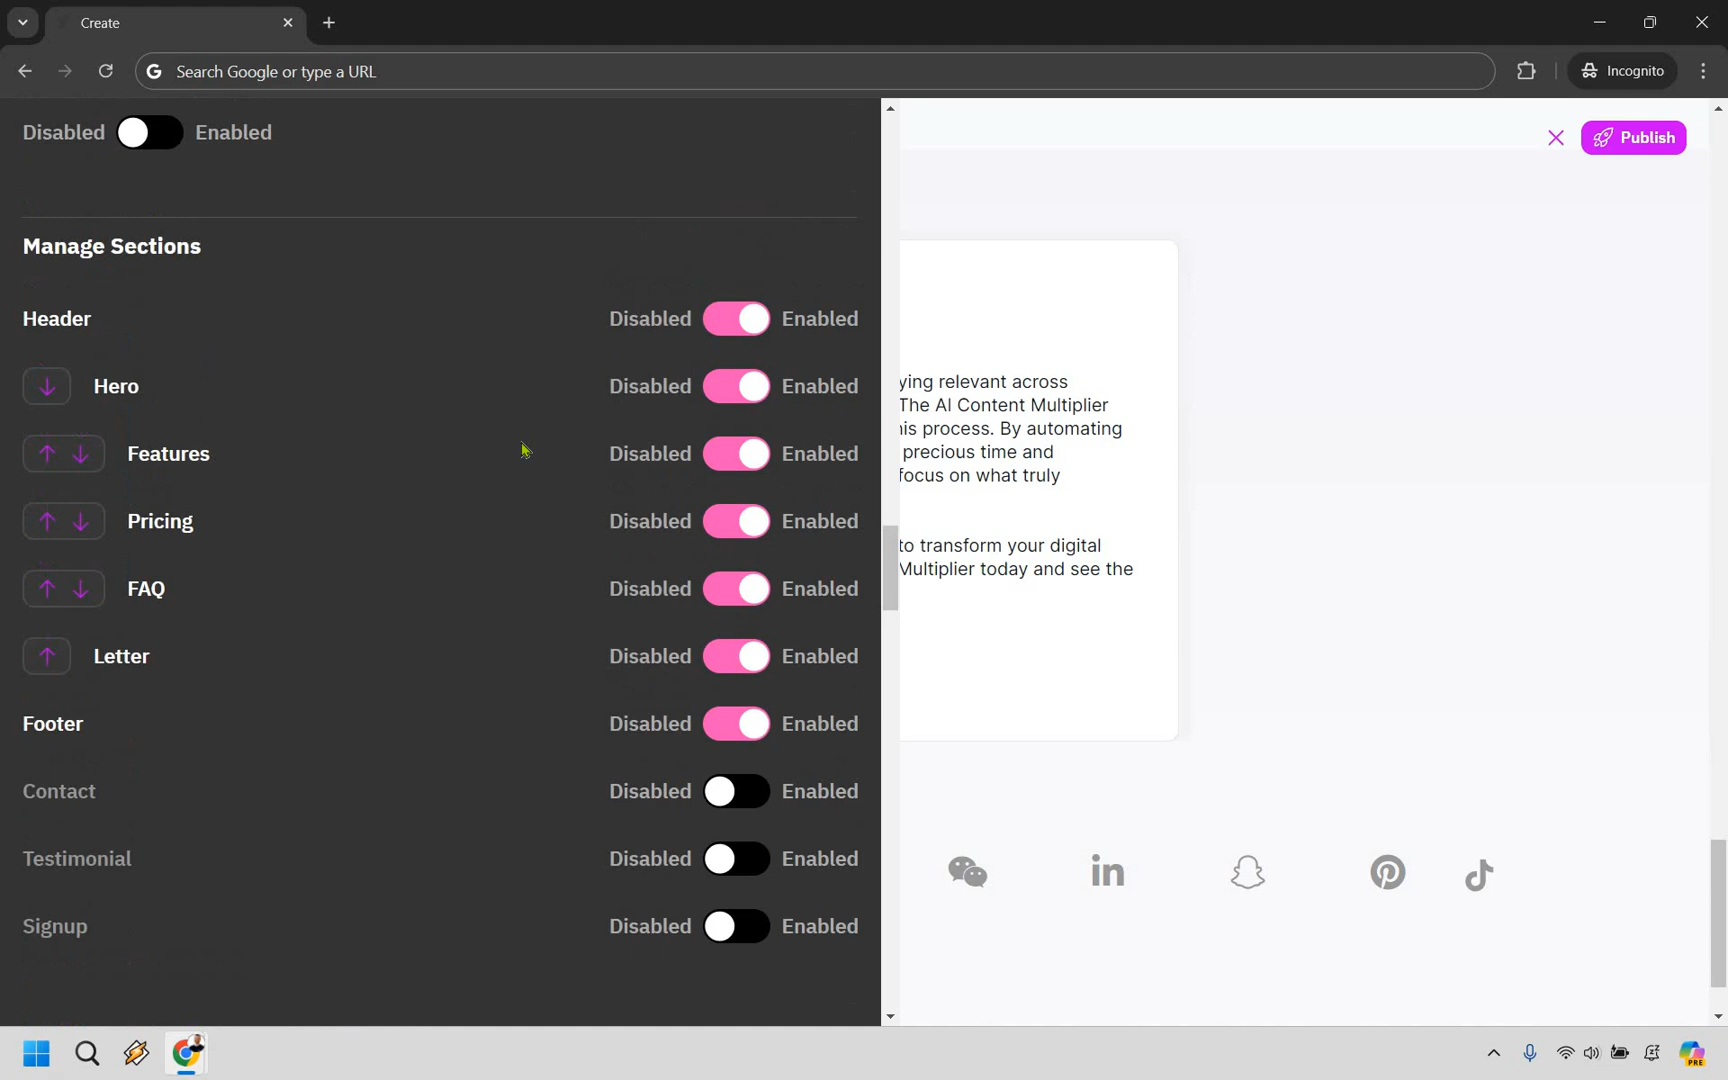 Create
Search Google or type a URL
Incognito
Disabled Enabled
Manage Sections
Header Disabled Enabled
Hero Disabled Enabled
Features Disabled Enabled
Pricing Disabled Enabled
FAQ Disabled Enabled
Letter Disabled Enabled
Footer Disabled Enabled
Contact Disabled Enabled
Testimonial Disabled Enabled
Signup Disabled Enabled
Publish
ying relevant across
The AI Content Multiplier
is process. By automating
precious time and
focus on what truly
to transform your digital
Multiplier today and see the
in
PRE